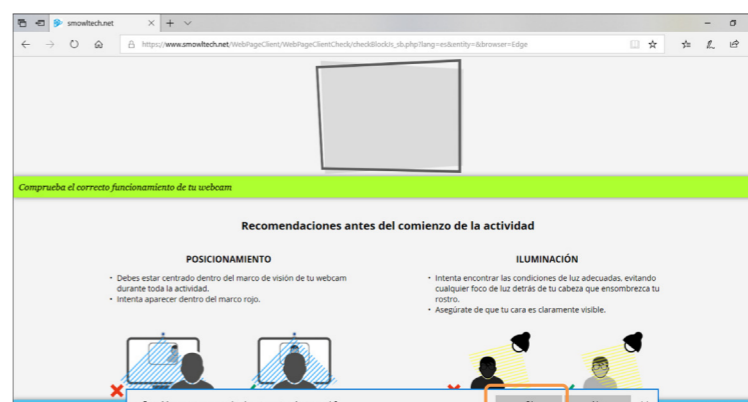 smowltech.net
https://www.smowltech.net/WebPageClient/WebPageClientCheck/checkBlockJs_sb.php?lang=es&entity=&browser=Edge
Comprueba el correcto funcionamiento de tu webcam
Recomendaciones antes del comienzo de la actividad
POSICIONAMIENTO
• Debes estar centrado dentro del marco de visión de tu webcam
durante toda la actividad.
• Intenta aparecer dentro del marco rojo.
ILUMINACIÓN
• Intenta encontrar las condiciones de luz adecuadas, evitando
cualquier foco de luz detrás de tu cabeza que ensombrezca tu
rostro.
• Asegúrate de que tu cara es claramente visible.